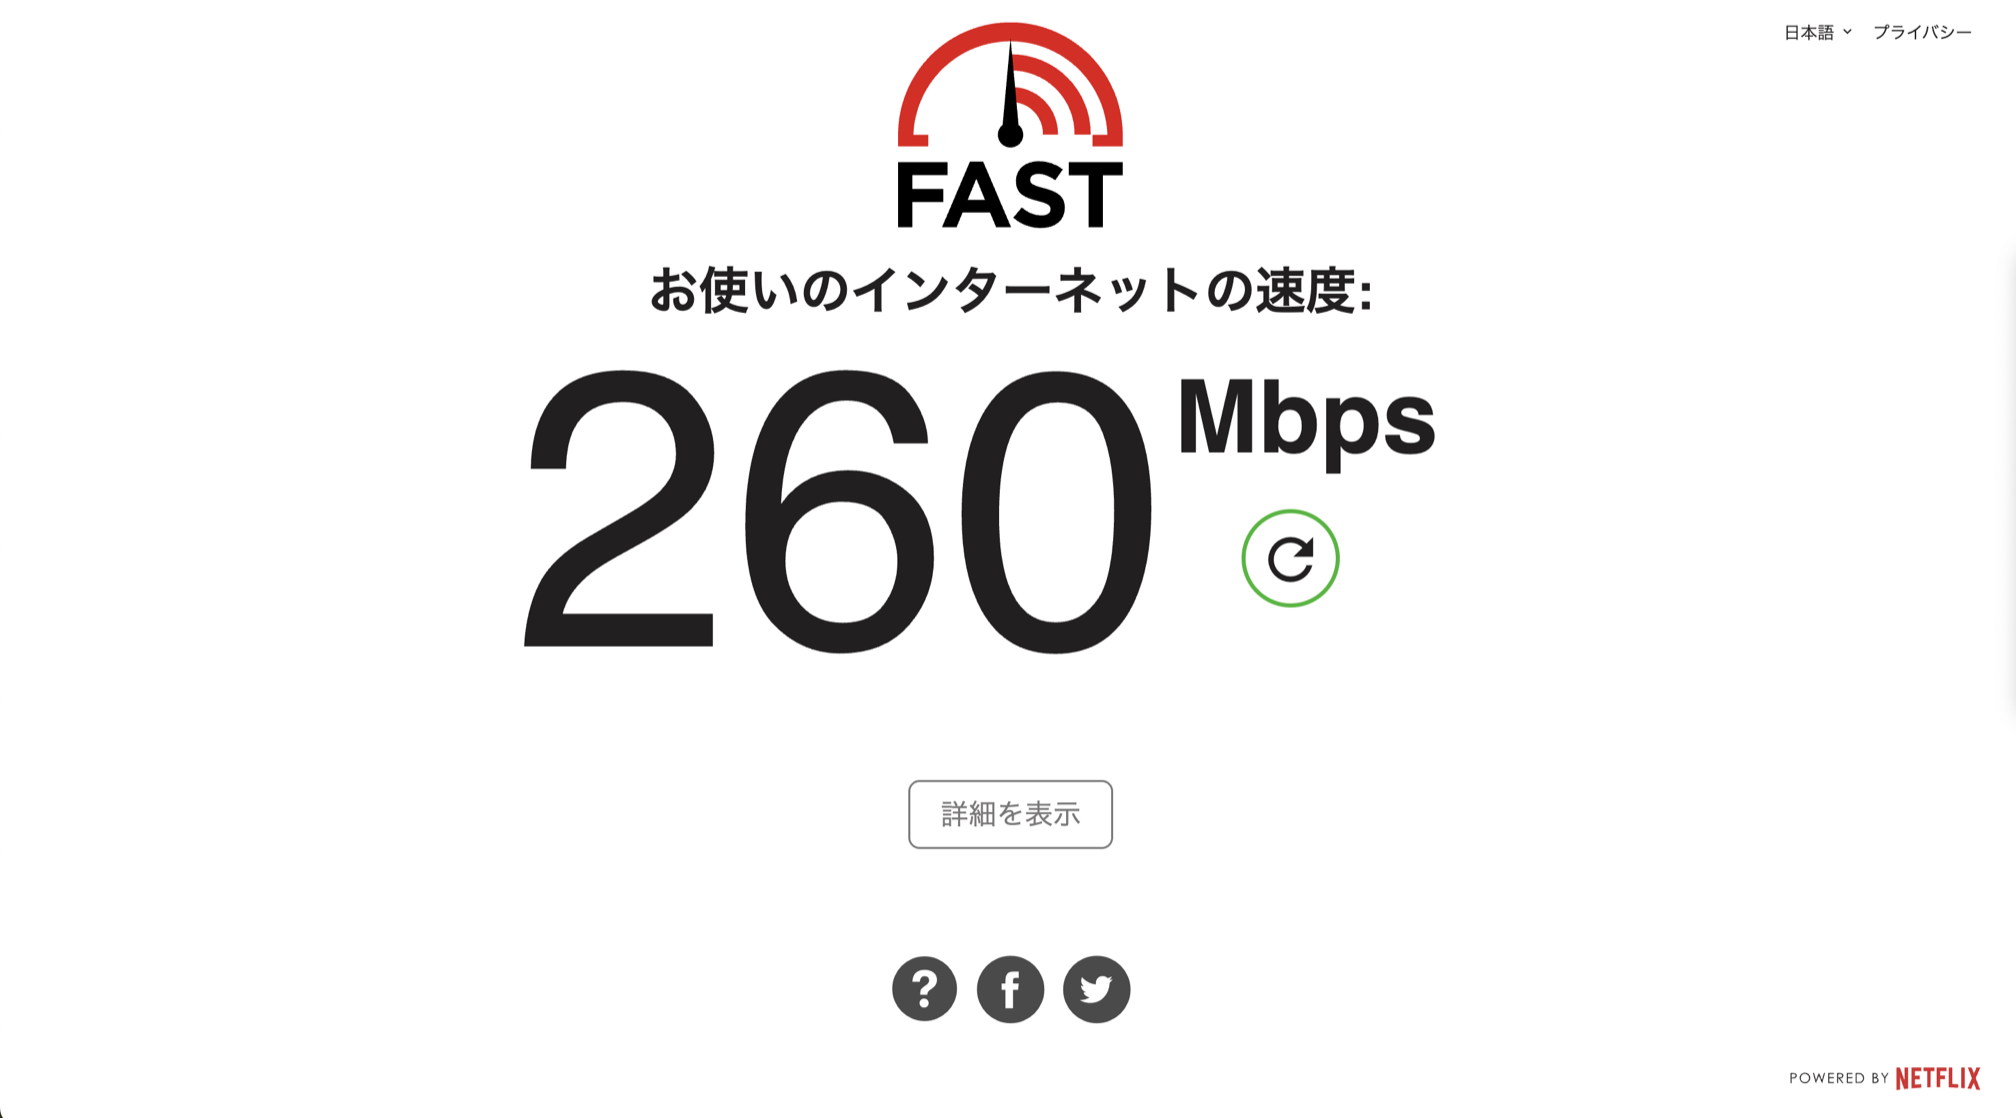 日本語 プライバシー
FAST
お使いのインターネットの速度:
260 Mbps
詳細を表示
?
f
POWERED BY NETFLIX